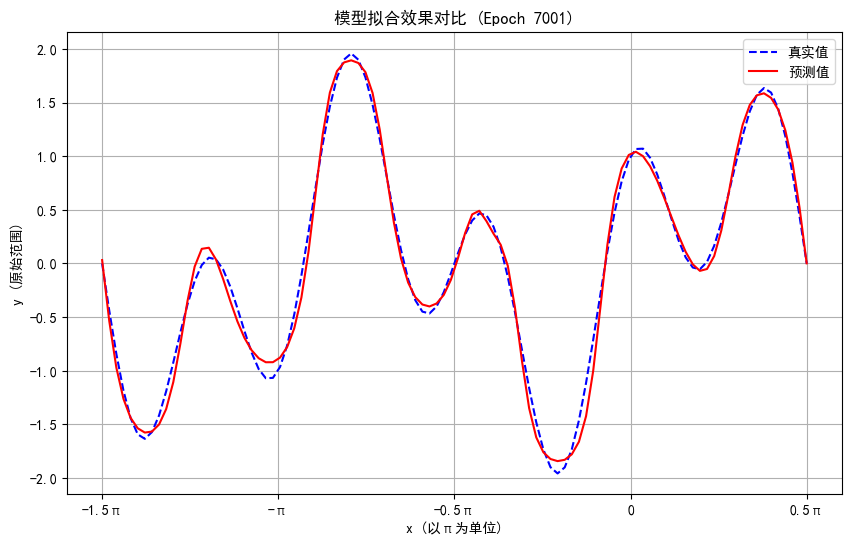 模型拟合效果对比 (Epoch 7001)
真实值
预测值
y (原始范围)
2.0
1.5
1.0
0.5
0.0
-0.5
-1.0
-1.5
-2.0
-1.5π
-π
-0.5π
0
0.5π
x (以π为单位)